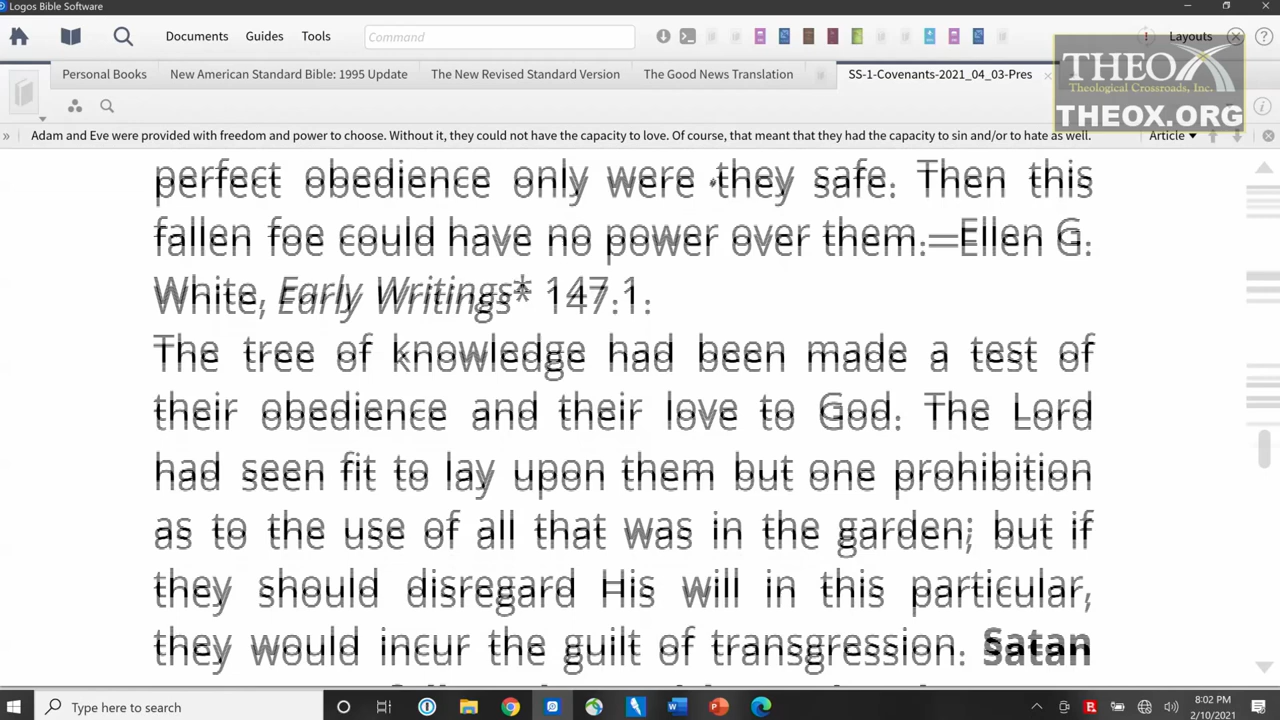 Logos Bible Software
Documents Guides Tools Command Layouts
Personal Books New American Standard Bible: 1995 Update The New Revised Standard Version The Good News Translation SS-1-Covenants-2021_04_03-Pres
THEOX
Theological Crossroads, Inc.
THEOX.ORG
Adam and Eve were provided with freedom and power to choose. Without it, they could not have the capacity to love. Of course, that meant that they had the capacity to sin and/or to hate as well. Article
perfect obedience only were they safe. Then this
fallen foe could have no power over them.—Ellen G.
White, Early Writings* 147.1.
The tree of knowledge had been made a test of
their obedience and their love to God. The Lord
had seen fit to lay upon them but one prohibition
as to the use of all that was in the garden; but if
they should disregard His will in this particular,
they would incur the guilt of transgression. Satan
Type here to search
8:02 PM
2/10/2021